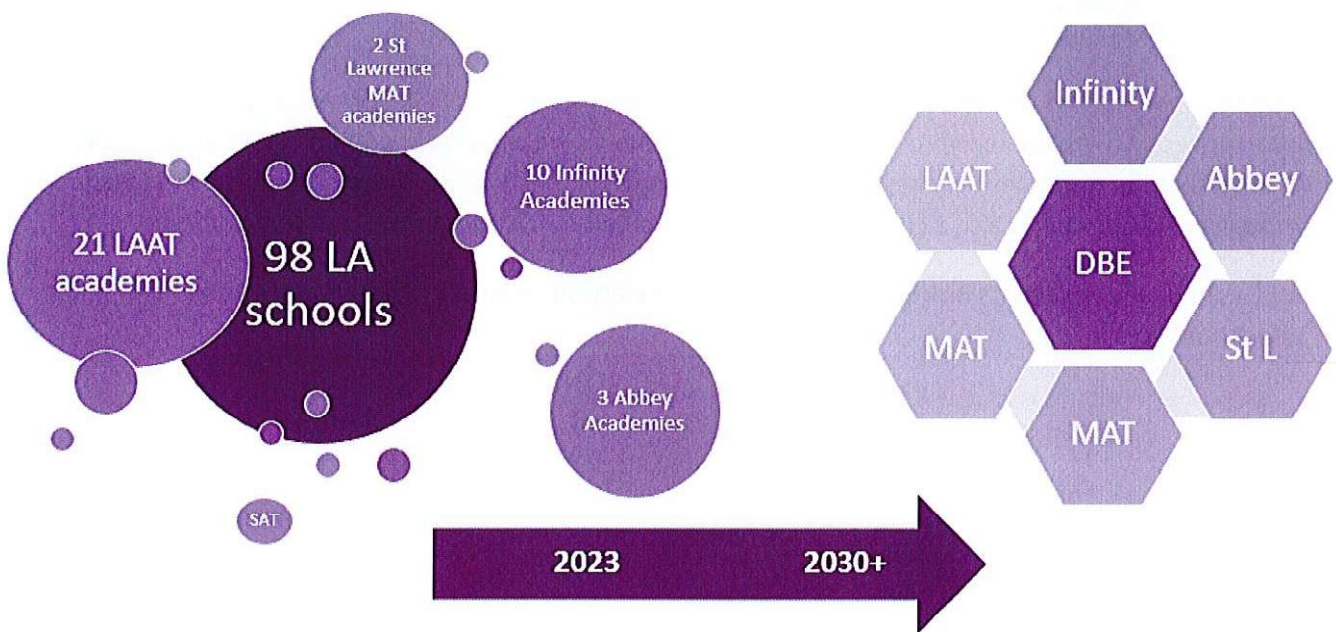 2 St
Lawrence
MAT
academies
10 Infinity
Academies
21 LAAT
academies
98 LA
schools
3 Abbey
Academies
SAT
2023
2030+
Infinity
LAAT
Abbey
DBE
MAT
St L
MAT